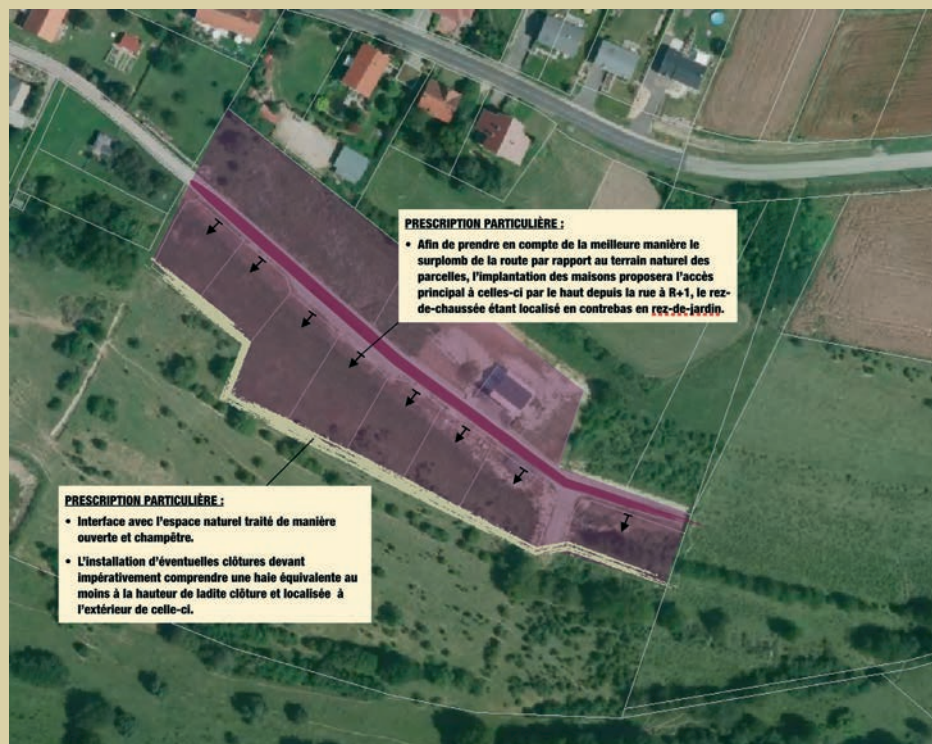 PRESCRIPTION PARTICULIÈRE :
• Afin de prendre en compte de la meilleure manière le
surplomb de la route par rapport au terrain naturel des
parcelles, l'implantation des maisons proposera l'accès
principal à celles-ci par le haut depuis la rue à R+1, le rez-
de-chaussée étant localisé en contrebas en rez-de-jardin.
PRESCRIPTION PARTICULIÈRE :
• Interface avec l'espace naturel traité de manière
ouverte et champêtre.
• L'installation d'éventuelles clôtures devant
impérativement comprendre une haie équivalente au
moins à la hauteur de ladite clôture et localisée à
l'extérieur de celle-ci.